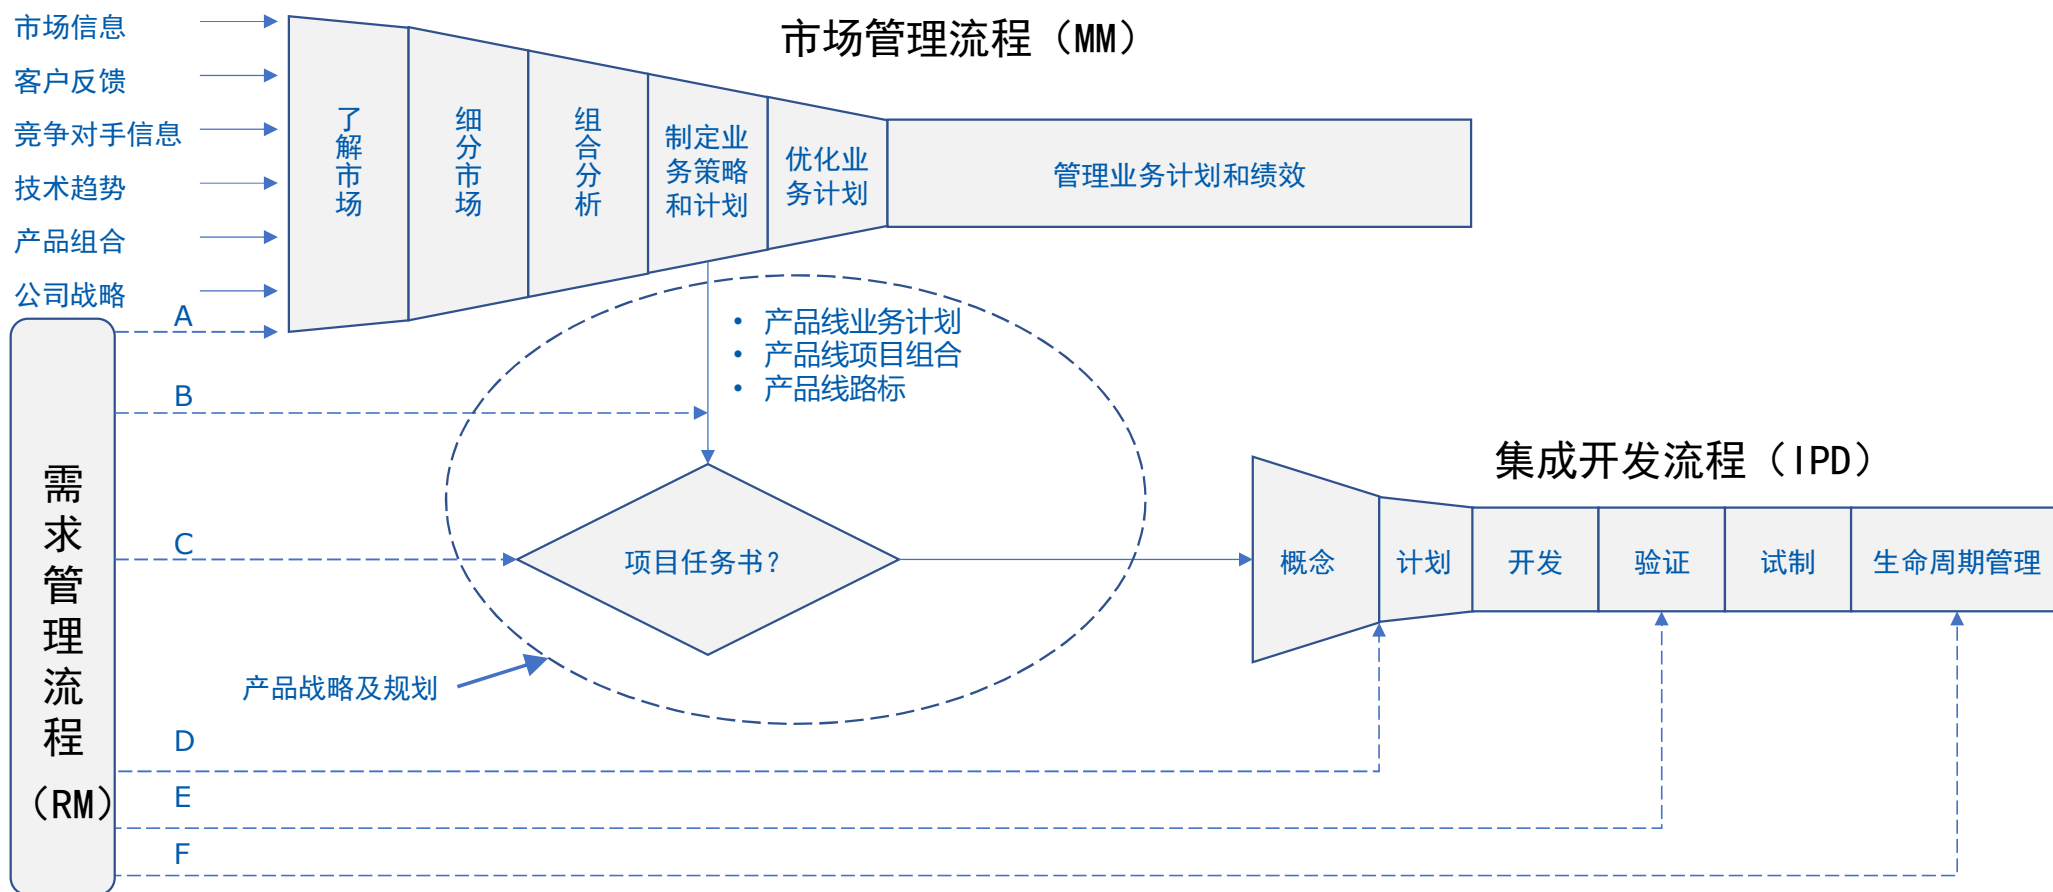 市场管理流程（MM）
市场信息
客户反馈
竞争对手信息
技术趋势
产品组合
公司战略
了解市场
细分市场
组合分析
制定业
务策略
和计划
优化业
务计划
管理业务计划和绩效
A
B
C
D
E
F
• 产品线业务计划
• 产品线项目组合
• 产品线路标
需求管理流程
（RM）
项目任务书？
产品战略及规划
集成开发流程（IPD）
概念
计划
开发
验证
试制
生命周期管理